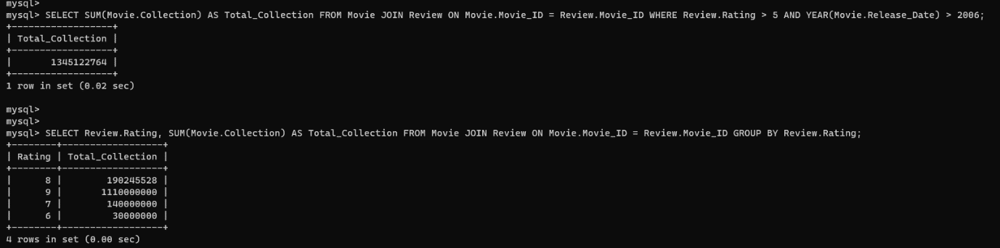 mysql>
mysql> SELECT SUM(Movie.Collection) AS Total_Collection FROM Movie JOIN Review ON Movie.Movie_ID = Review.Movie_ID WHERE Review.Rating > 5 AND YEAR(Movie.Release_Date) > 2006;
+------------------+
| Total_Collection |
+------------------+
|       1345122764 |
+------------------+
1 row in set (0.02 sec)

mysql>
mysql>
mysql> SELECT Review.Rating, SUM(Movie.Collection) AS Total_Collection FROM Movie JOIN Review ON Movie.Movie_ID = Review.Movie_ID GROUP BY Review.Rating;
+--------+------------------+
| Rating | Total_Collection |
+--------+------------------+
|      8 |        190245528 |
|      9 |       1110000000 |
|      7 |        140000000 |
|      6 |         30000000 |
+--------+------------------+
4 rows in set (0.00 sec)